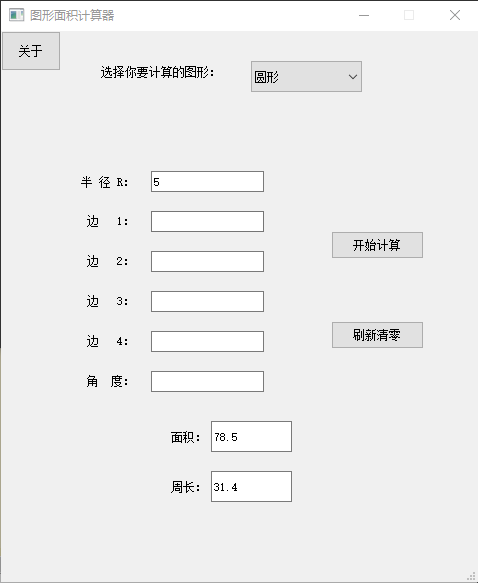 图形面积计算器
关于
选择你要计算的图形： 圆形
半 径 R： 5
边 1：
边 2：
开始计算
边 3：
边 4：
刷新清零
角 度：
面积： 78.5
周长： 31.4